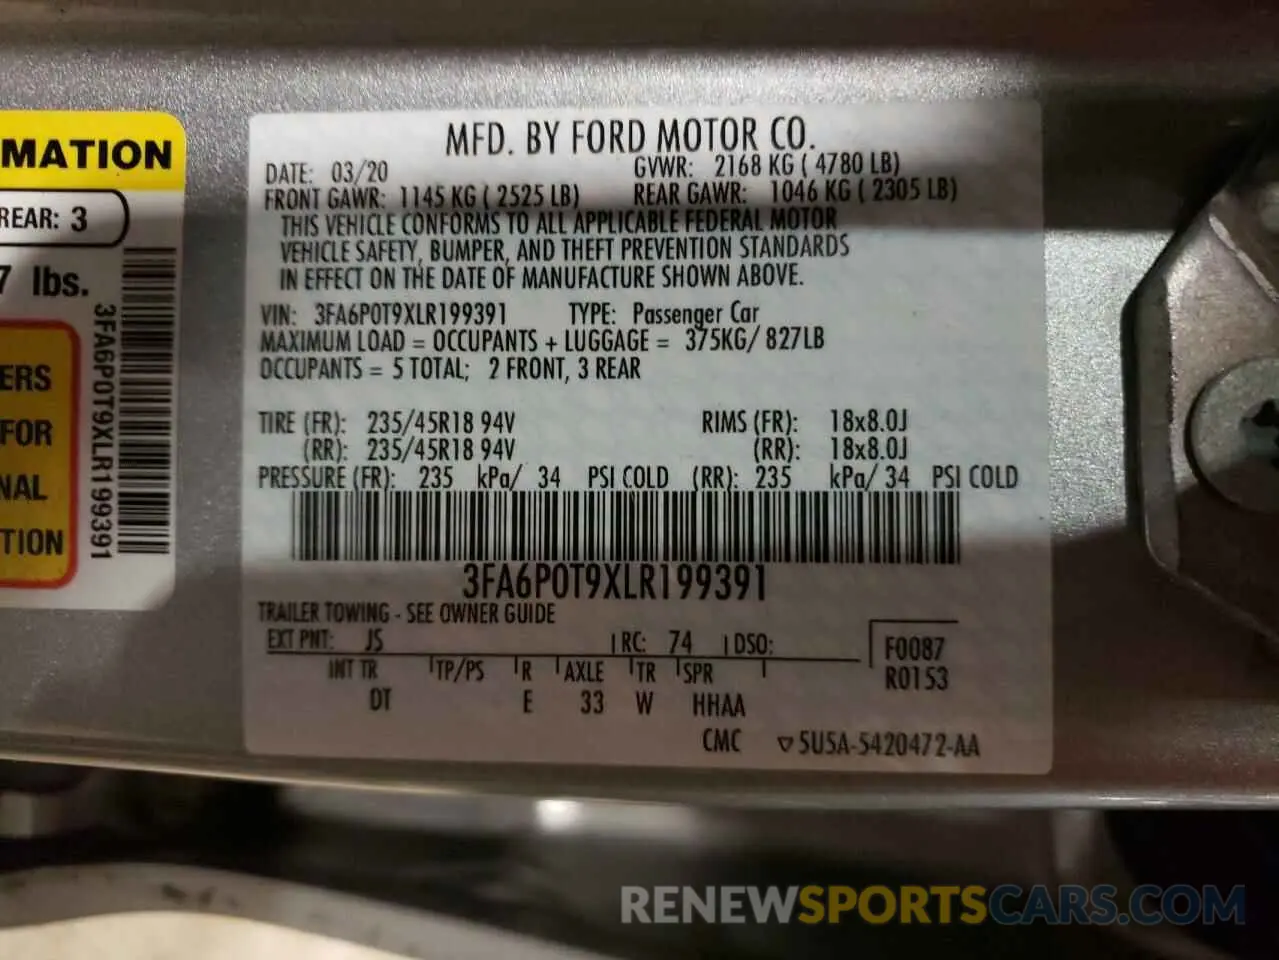 MATION
REAR: 3
7 lbs.
ERS
FOR
NAL
TION
3FA6P0T9XLR199391
MFD. BY FORD MOTOR CO.
DATE: 03/20 GVWR: 2168 KG ( 4780 LB)
FRONT GAWR: 1145 KG ( 2525 LB) REAR GAWR: 1046 KG ( 2305 LB)
THIS VEHICLE CONFORMS TO ALL APPLICABLE FEDERAL MOTOR
VEHICLE SAFETY, BUMPER, AND THEFT PREVENTION STANDARDS
IN EFFECT ON THE DATE OF MANUFACTURE SHOWN ABOVE.
VIN: 3FA6P0T9XLR199391 TYPE: Passenger Car
MAXIMUM LOAD = OCCUPANTS + LUGGAGE = 375KG/ 827LB
OCCUPANTS = 5 TOTAL; 2 FRONT, 3 REAR
TIRE (FR): 235/45R18 94V RIMS (FR): 18x8.0J
(RR): 235/45R18 94V (RR): 18x8.0J
PRESSURE (FR): 235 kPa/ 34 PSI COLD (RR): 235 kPa/ 34 PSI COLD
3FA6P0T9XLR199391
TRAILER TOWING - SEE OWNER GUIDE
EXT PNT: JS RC: 74 DSO:
F0087
R0153
INT TR TP/PS R AXLE TR SPR
DT E 33 W HHAA
CMC ▽5U5A-5420472-AA
RENEWSPORTSCARS.COM